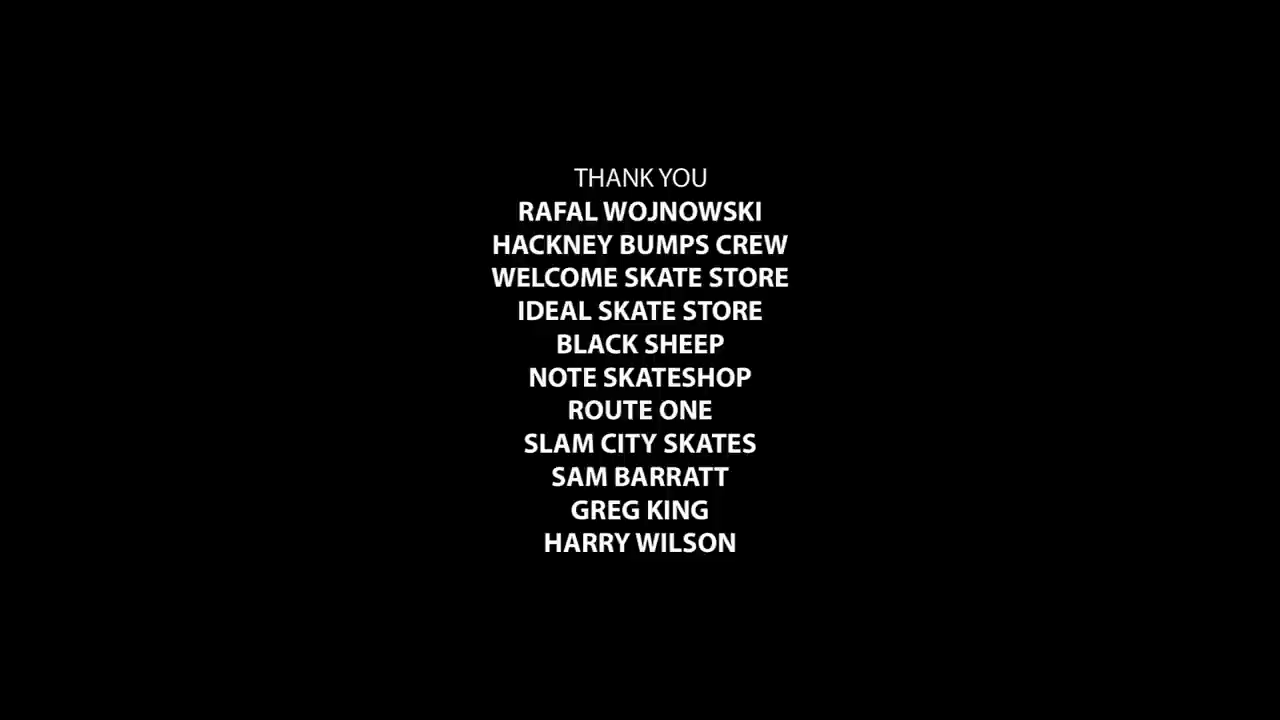 THANK YOU
RAFAL WOJNOWSKI
HACKNEY BUMPS CREW
WELCOME SKATE STORE
IDEAL SKATE STORE
BLACK SHEEP
NOTE SKATESHOP
ROUTE ONE
SLAM CITY SKATES
SAM BARRATT
GREG KING
HARRY WILSON